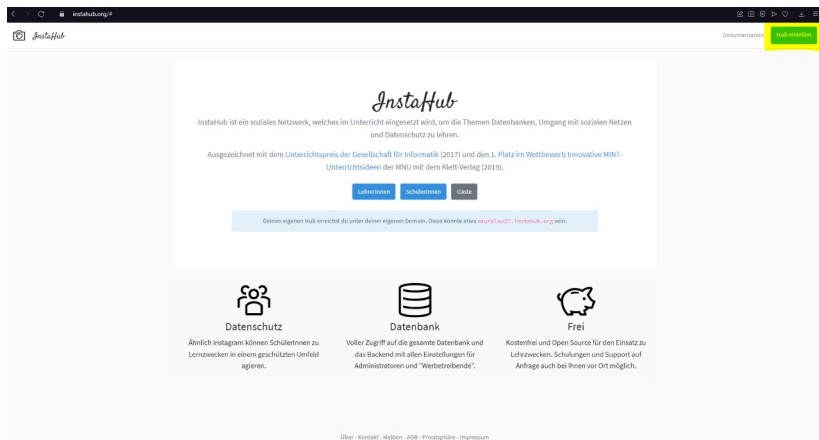 instahub.org/#
InstaHub
Dokumentation
Hub erstellen
InstaHub
InstaHub ist ein soziales Netzwerk, welches im Unterricht eingesetzt wird, um die Themen Datenbanken, Umgang mit sozialen Netzen
und Datenschutz zu lehren.
Ausgezeichnet mit dem Unterrichtspreis der Gesellschaft für Informatik (2017) und den 1. Platz im Wettbewerb Innovative MINT-
Unterrichtsideen der MNU mit dem Klett-Verlag (2019).
LehrerInnen
SchülerInnen
Gäste
Deinen eigenen Hub erreichst du unter deiner eigenen Domain. Diese könnte etwa azurblau27.instahub.org sein.
Datenschutz
Ähnlich Instagram können SchülerInnen zu
Lernzwecken in einem geschützten Umfeld
agieren.
Datenbank
Voller Zugriff auf die gesamte Datenbank und
das Backend mit allen Einstellungen für
Administratoren und "Werbetreibende".
Frei
Kostenfrei und Open Source für den Einsatz zu
Lehrzwecken. Schulungen und Support auf
Anfrage auch bei Ihnen vor Ort möglich.
Über - Kontakt - Melden - AGB - Privatsphäre - Impressum